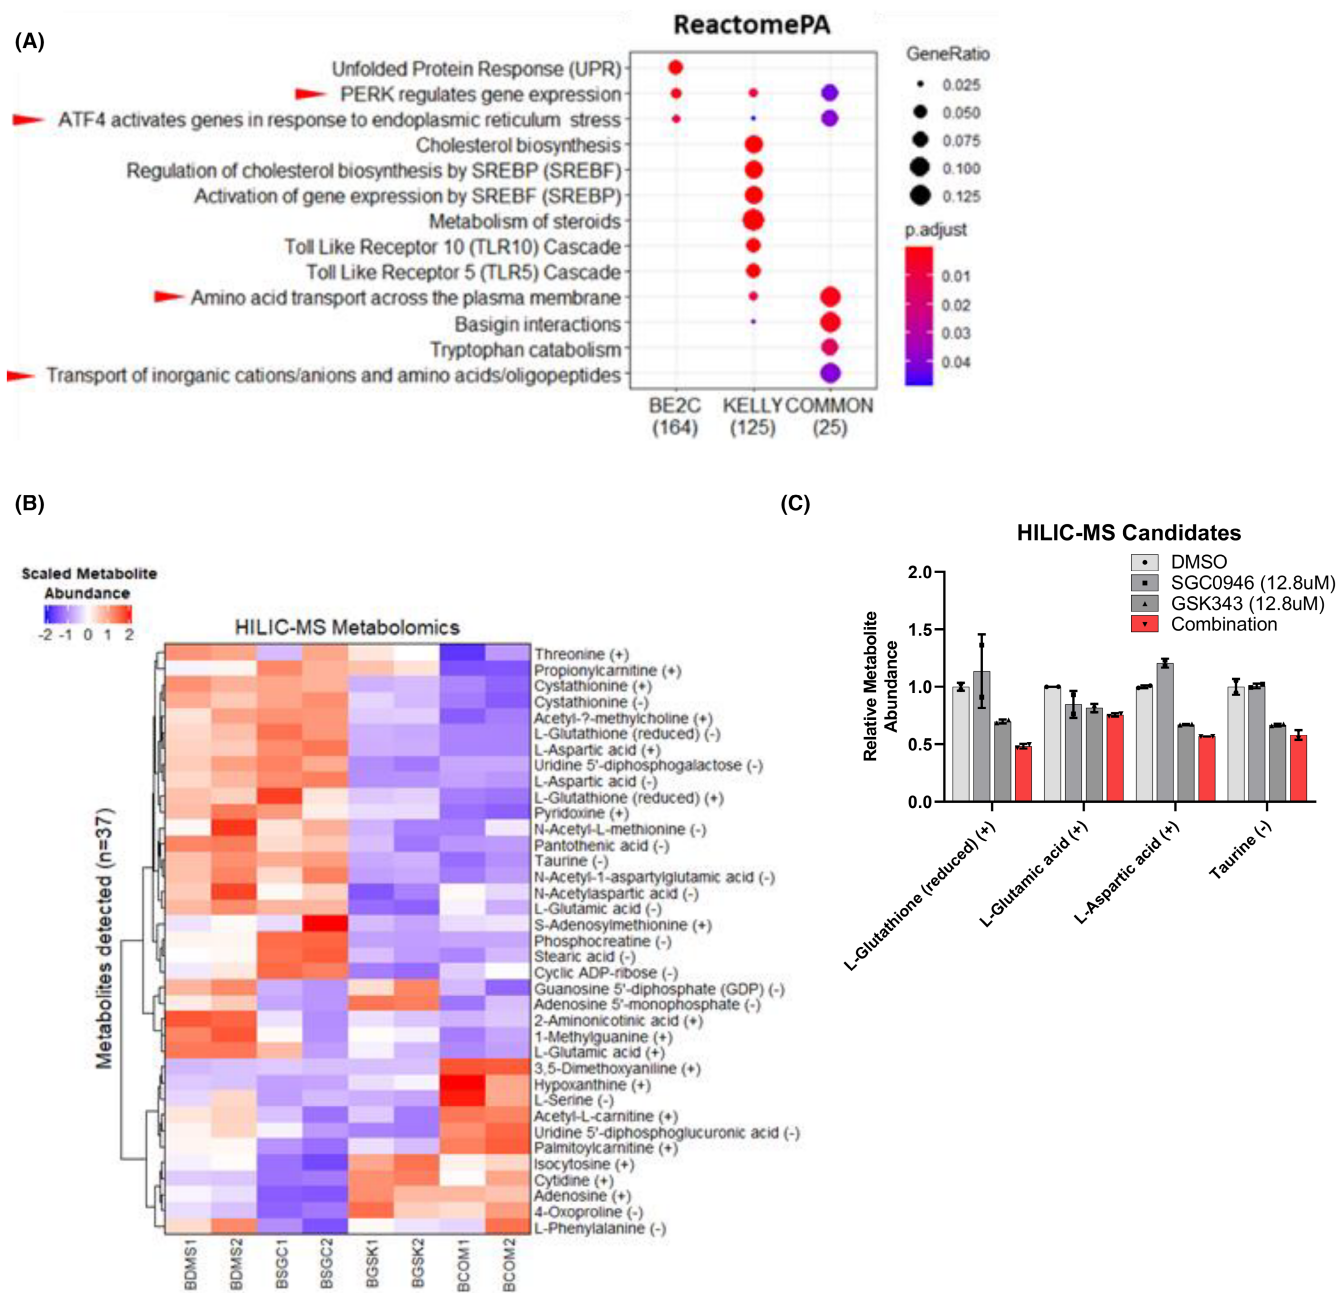 (A)
ReactomePA
Unfolded Protein Response (UPR)
PERK regulates gene expression
ATF4 activates genes in response to endoplasmic reticulum stress
Cholesterol biosynthesis
Regulation of cholesterol biosynthesis by SREBP (SREBF)
Activation of gene expression by SREBF (SREBP)
Metabolism of steroids
Toll Like Receptor 10 (TLR10) Cascade
Toll Like Receptor 5 (TLR5) Cascade
Amino acid transport across the plasma membrane
Basigin interactions
Tryptophan catabolism
Transport of inorganic cations/anions and amino acids/oligopeptides
BE2C KELLY COMMON
(164) (125) (25)
GeneRatio
0.025
0.050
0.075
0.100
0.125
p.adjust
0.01
0.02
0.03
0.04
(B)
Scaled Metabolite
Abundance
-2 -1 0 1 2
HILIC-MS Metabolomics
Metabolites detected (n=37)
Threonine (+)
Propionylcarnitine (+)
Cystathionine (+)
Cystathionine (-)
Acetyl-?-methylcholine (+)
L-Glutathione (reduced) (-)
L-Aspartic acid (+)
Uridine 5'-diphosphogalactose (-)
L-Aspartic acid (-)
L-Glutathione (reduced) (+)
Pyridoxine (+)
N-Acetyl-L-methionine (-)
Pantothenic acid (-)
Taurine (-)
N-Acetyl-1-aspartylglutamic acid (-)
N-Acetylaspartic acid (-)
L-Glutamic acid (-)
S-Adenosylmethionine (+)
Phosphocreatine (-)
Stearic acid (-)
Cyclic ADP-ribose (-)
Guanosine 5'-diphosphate (GDP) (-)
Adenosine 5'-monophosphate (-)
2-Aminonicotinic acid (+)
1-Methylguanine (+)
L-Glutamic acid (+)
3,5-Dimethoxyaniline (+)
Hypoxanthine (+)
L-Serine (-)
Acetyl-L-carnitine (+)
Uridine 5'-diphosphoglucuronic acid (-)
Palmitoylcarnitine (+)
Isocytosine (+)
Cytidine (+)
Adenosine (+)
4-Oxoproline (-)
L-Phenylalanine (-)
BDMS1
BDMS2
BSGC1
BSGC2
BGSK1
BGSK2
BCOM1
BCOM2
(C)
HILIC-MS Candidates
DMSO
SGC0946 (12.8uM)
GSK343 (12.8uM)
Combination
Relative Metabolite
Abundance
2.0
1.5
1.0
0.5
0.0
L-Glutathione (reduced) (+)
L-Glutamic acid (+)
L-Aspartic acid (+)
Taurine (-)